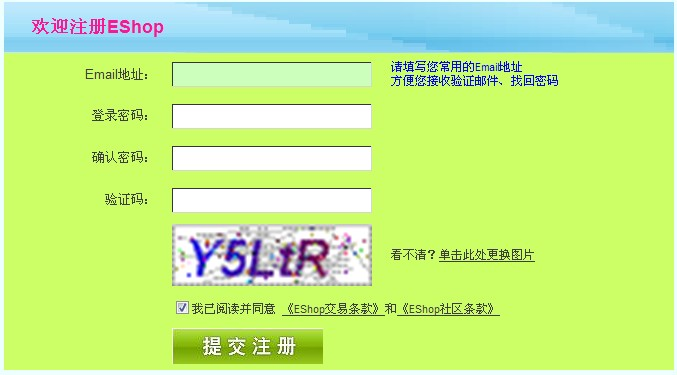 欢迎注册EShop
Email地址：
请填写您常用的Email地址
方便您接收验证邮件、找回密码
登录密码：
确认密码：
验证码：
Y5LtR
看不清？单击此处更换图片
我已阅读并同意 《EShop交易条款》和《EShop社区条款》
提交注册